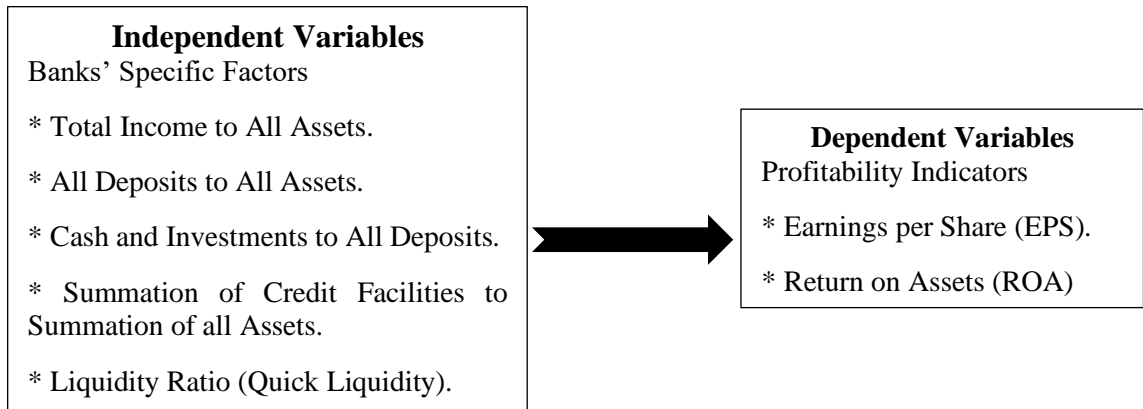 Independent Variables
Banks’ Specific Factors
* Total Income to All Assets.
* All Deposits to All Assets.
* Cash and Investments to All Deposits.
* Summation of Credit Facilities to
Summation of all Assets.
* Liquidity Ratio (Quick Liquidity).
Dependent Variables
Profitability Indicators
* Earnings per Share (EPS).
* Return on Assets (ROA)